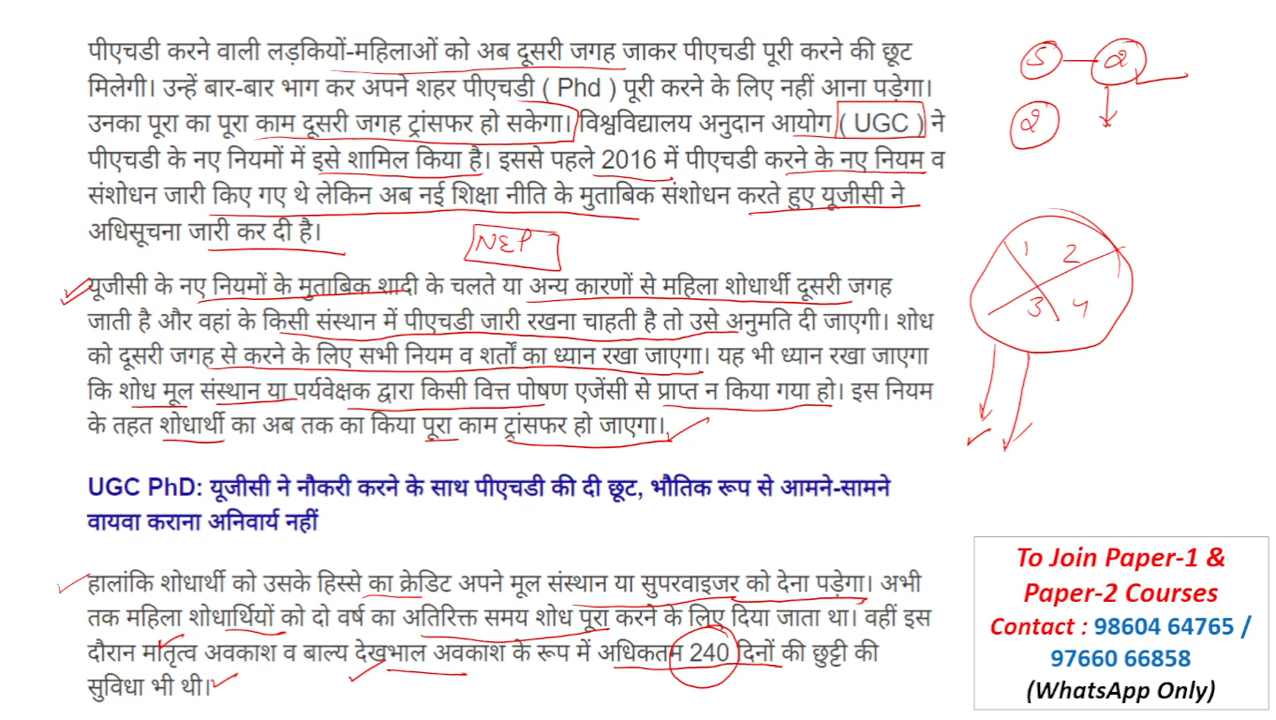 पीएचडी करने वाली लड़कियों-महिलाओं को अब दूसरी जगह जाकर पीएचडी पूरी करने की छूट
मिलेगी। उन्हें बार-बार भाग कर अपने शहर पीएचडी ( Phd ) पूरी करने के लिए नहीं आना पड़ेगा।
उनका पूरा का पूरा काम दूसरी जगह ट्रांसफर हो सकेगा। विश्वविद्यालय अनुदान आयोग ( UGC ) ने
पीएचडी के नए नियमों में इसे शामिल किया है। इससे पहले 2016 में पीएचडी करने के नए नियम व
संशोधन जारी किए गए थे लेकिन अब नई शिक्षा नीति के मुताबिक संशोधन करते हुए यूजीसी ने
अधिसूचना जारी कर दी है।
NEP
यूजीसी के नए नियमों के मुताबिक शादी के चलते या अन्य कारणों से महिला शोधार्थी दूसरी जगह
जाती है और वहां के किसी संस्थान में पीएचडी जारी रखना चाहती है तो उसे अनुमति दी जाएगी। शोध
को दूसरी जगह से करने के लिए सभी नियम व शर्तों का ध्यान रखा जाएगा। यह भी ध्यान रखा जाएगा
कि शोध मूल संस्थान या पर्यवेक्षक द्वारा किसी वित्त पोषण एजेंसी से प्राप्त न किया गया हो। इस नियम
के तहत शोधार्थी का अब तक का किया पूरा काम ट्रांसफर हो जाएगा।
UGC PhD: यूजीसी ने नौकरी करने के साथ पीएचडी की दी छूट, भौतिक रूप से आमने-सामने
वायवा कराना अनिवार्य नहीं
हालांकि शोधार्थी को उसके हिस्से का क्रेडिट अपने मूल संस्थान या सुपरवाइजर को देना पड़ेगा। अभी
तक महिला शोधार्थियों को दो वर्ष का अतिरिक्त समय शोध पूरा करने के लिए दिया जाता था। वहीं इस
दौरान मातृत्व अवकाश व बाल्य देखभाल अवकाश के रूप में अधिकतम 240 दिनों की छुट्टी की
सुविधा भी थी।
5 2
2
1 2
3 4
To Join Paper-1 &
Paper-2 Courses
Contact : 98604 64765 /
97660 66858
(WhatsApp Only)